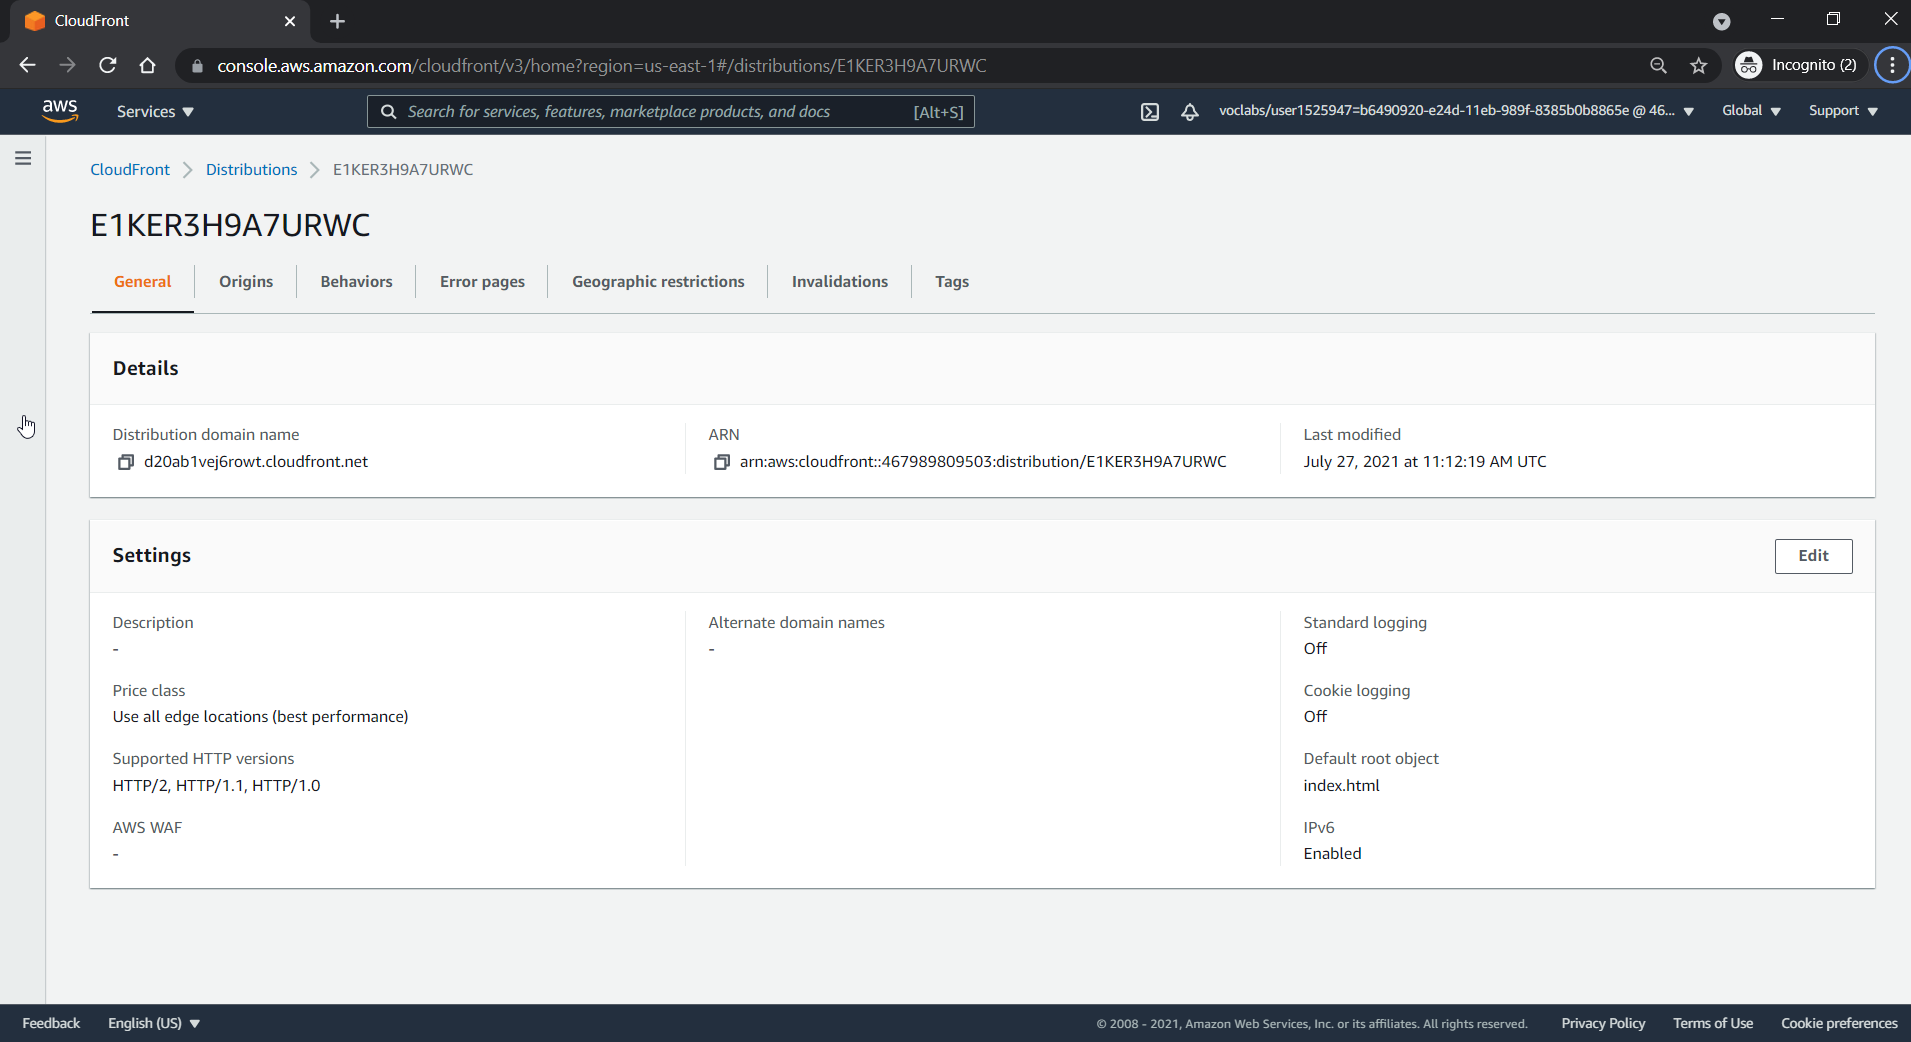 CloudFront
console.aws.amazon.com/cloudfront/v3/home?region=us-east-1#/distributions/E1KER3H9A7URWC
Incognito (2)
aws
Services
Search for services, features, marketplace products, and docs [Alt+S]
voclabs/user1525947=b6490920-e24d-11eb-989f-8385b0b8865e @ 46...
Global
Support
CloudFront
Distributions
E1KER3H9A7URWC
E1KER3H9A7URWC
General
Origins
Behaviors
Error pages
Geographic restrictions
Invalidations
Tags
Details
Distribution domain name
d20ab1vej6rowt.cloudfront.net
ARN
arn:aws:cloudfront::467989809503:distribution/E1KER3H9A7URWC
Last modified
July 27, 2021 at 11:12:19 AM UTC
Settings
Edit
Description
-
Price class
Use all edge locations (best performance)
Supported HTTP versions
HTTP/2, HTTP/1.1, HTTP/1.0
AWS WAF
-
Alternate domain names
-
Standard logging
Off
Cookie logging
Off
Default root object
index.html
IPv6
Enabled
Feedback
English (US)
© 2008 - 2021, Amazon Web Services, Inc. or its affiliates. All rights reserved.
Privacy Policy
Terms of Use
Cookie preferences